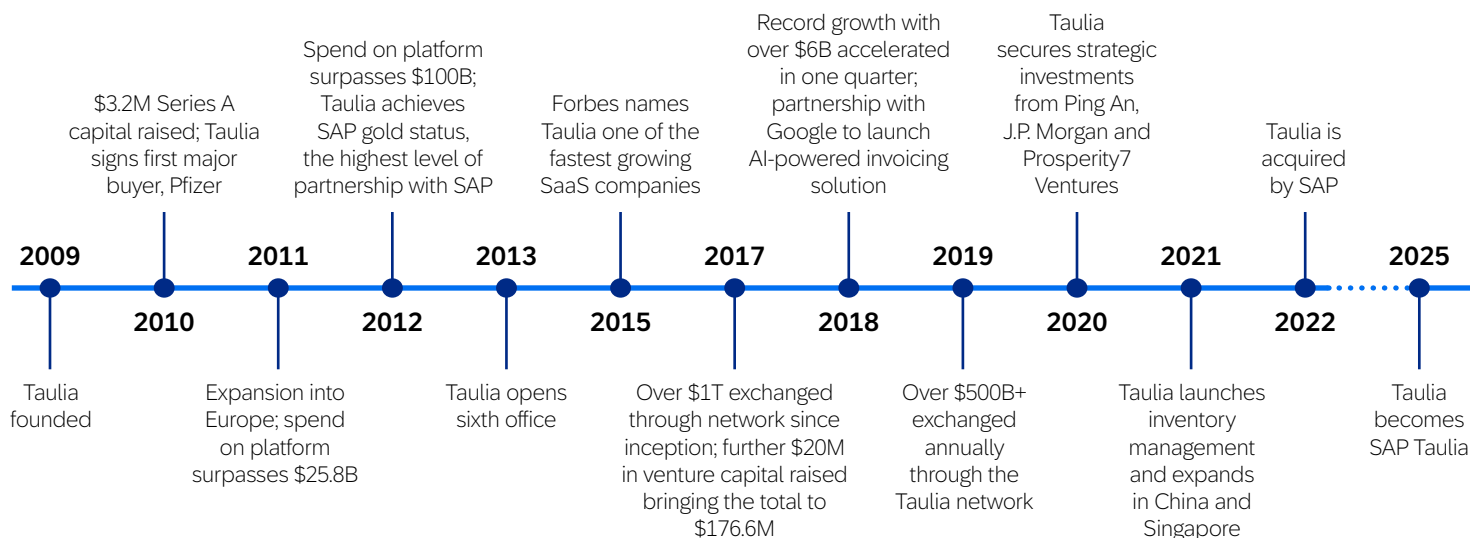 2009
Taulia
founded
$3.2M Series A
capital raised; Taulia
signs first major
buyer, Pfizer
2010
2011
Expansion into
Europe; spend
on platform
surpasses $25.8B
Spend on platform
surpasses $100B;
Taulia achieves
SAP gold status,
the highest level of
partnership with SAP
2012
2013
Taulia opens
sixth office
Forbes names
Taulia one of the
fastest growing
SaaS companies
2015
2017
Over $1T exchanged
through network since
inception; further $20M
in venture capital raised
bringing the total to
$176.6M
Record growth with
over $6B accelerated
in one quarter;
partnership with
Google to launch
AI-powered invoicing
solution
2018
2019
Over $500B+
exchanged
annually
through the
Taulia network
Taulia
secures strategic
investments
from Ping An,
J.P. Morgan and
Prosperity7
Ventures
2020
2021
Taulia launches
inventory
management
and expands
in China and
Singapore
Taulia is
acquired
by SAP
2022
2025
Taulia
becomes
SAP Taulia